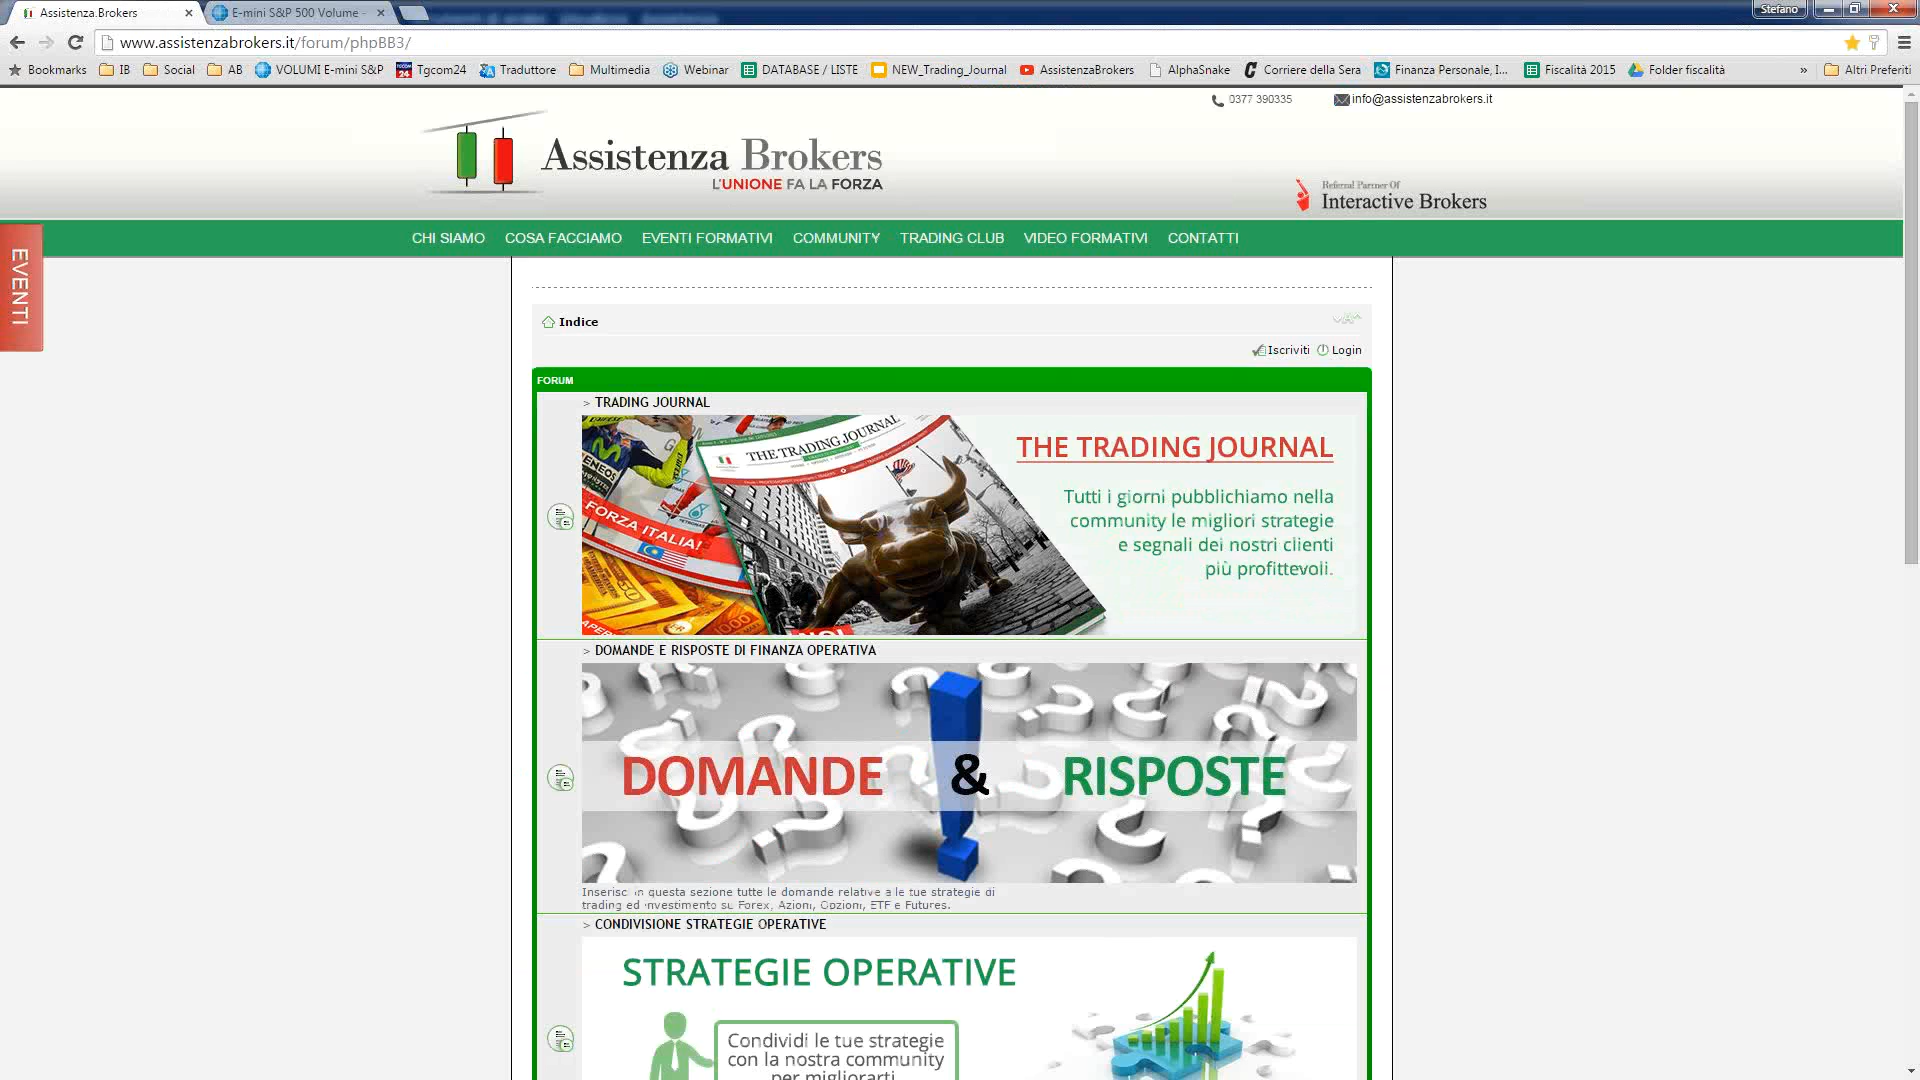 Assistenza.Brokers
E-mini S&P 500 Volume -
Stefano
www.assistenzabrokers.it/forum/phpBB3/
Bookmarks IB Social AB VOLUMI E-mini S&P Tgcom24 Traduttore Multimedia Webinar DATABASE / LISTE NEW_Trading_Journal AssistenzaBrokers AlphaSnake Corriere della Sera Finanza Personale, I... Fiscalità 2015 Folder fiscalità » Altri Preferiti
0377 390335 info@assistenzabrokers.it
Assistenza Brokers
L'UNIONE FA LA FORZA
Referral Partner Of
Interactive Brokers
CHI SIAMO COSA FACCIAMO EVENTI FORMATIVI COMMUNITY TRADING CLUB VIDEO FORMATIVI CONTATTI
EVENTI
Indice
Iscriviti Login
FORUM
> TRADING JOURNAL
THE TRADING JOURNAL
FORZA ITALIA!
THE TRADING JOURNAL
Tutti i giorni pubblichiamo nella
community le migliori strategie
e segnali dei nostri clienti
più profittevoli.
> DOMANDE E RISPOSTE DI FINANZA OPERATIVA
DOMANDE & RISPOSTE
Inserisci in questa sezione tutte le domande relative alle tue strategie di
trading ed investimento su Forex, Azioni, Opzioni, ETF e Futures.
> CONDIVISIONE STRATEGIE OPERATIVE
STRATEGIE OPERATIVE
Condividi le tue strategie
con la nostra community
per migliorarti